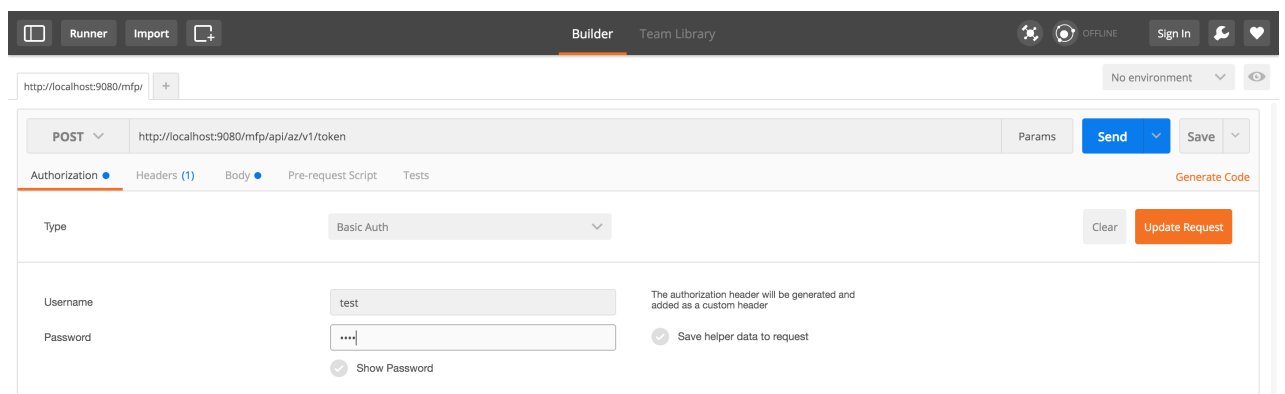 Runner Import Builder Team Library OFFLINE Sign In
http://localhost:9080/mfp/ + No environment
POST http://localhost:9080/mfp/api/az/v1/token Params Send Save
Authorization Headers (1) Body Pre-request Script Tests Generate Code
Type Basic Auth Clear Update Request
Username test The authorization header will be generated and
added as a custom header
Password •••• Save helper data to request
Show Password